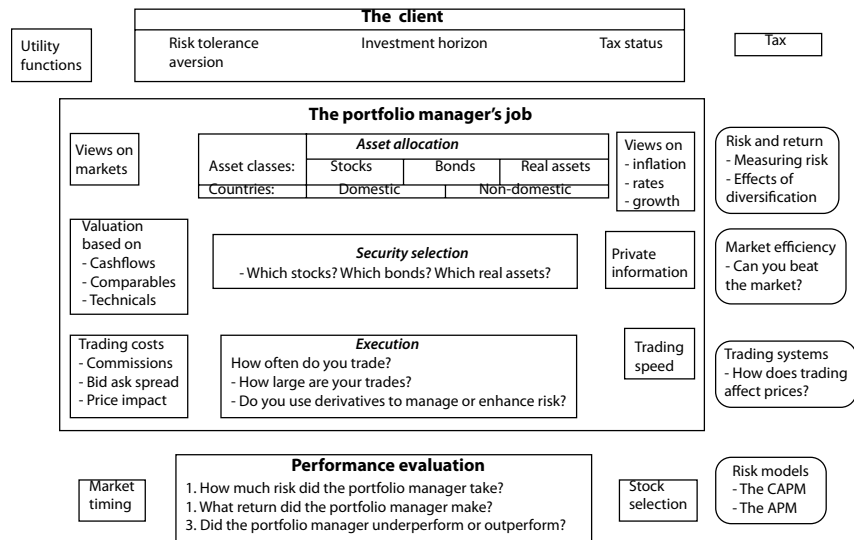 The client
Utility
functions
Risk tolerance
aversion
Investment horizon
Tax status
Tax
The portfolio manager's job
Views on
markets
Asset allocation
Asset classes: Stocks Bonds Real assets
Countries: Domestic Non-domestic
Views on
- inflation
- rates
- growth
Risk and return
- Measuring risk
- Effects of
diversification
Valuation
based on
- Cashflows
- Comparables
- Technicals
Security selection
- Which stocks? Which bonds? Which real assets?
Private
information
Market efficiency
- Can you beat
the market?
Trading costs
- Commissions
- Bid ask spread
- Price impact
Execution
How often do you trade?
- How large are your trades?
- Do you use derivatives to manage or enhance risk?
Trading
speed
Trading systems
- How does trading
affect prices?
Market
timing
Performance evaluation
1. How much risk did the portfolio manager take?
1. What return did the portfolio manager make?
3. Did the portfolio manager underperform or outperform?
Stock
selection
Risk models
- The CAPM
- The APM